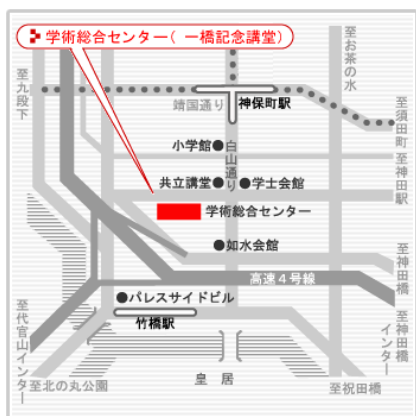 学術総合センター( 一橋記念講堂)
至お茶の水
至九段下
靖国通り
神保町駅
至須田町
小学館
白山通り
至神田駅
共立講堂
学士会館
学術総合センター
如水会館
至神田橋
高速4号線
パレスサイドビル
竹橋駅
至代官山インター
至神田橋インター
皇居
至北の丸公園
至祝田橋